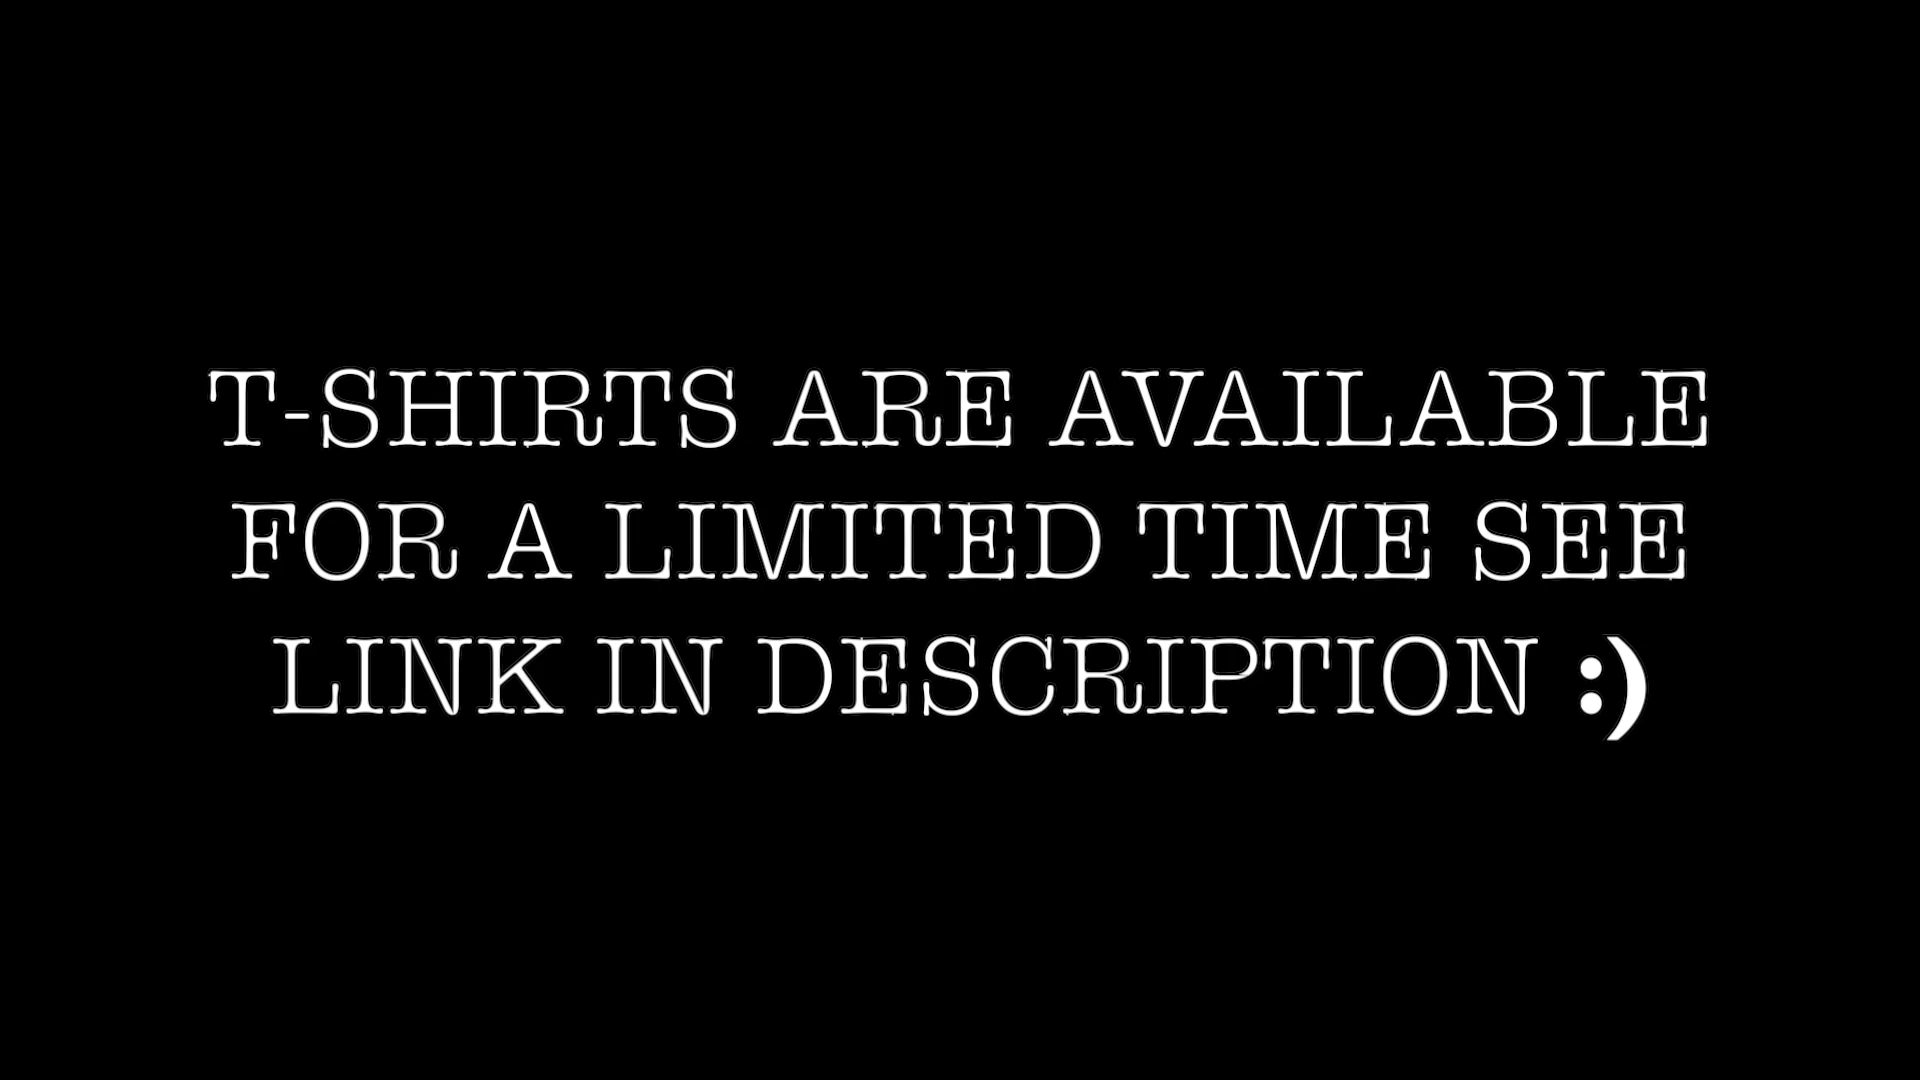 T-SHIRTS ARE AVAILABLE
FOR A LIMITED TIME SEE
LINK IN DESCRIPTION :)